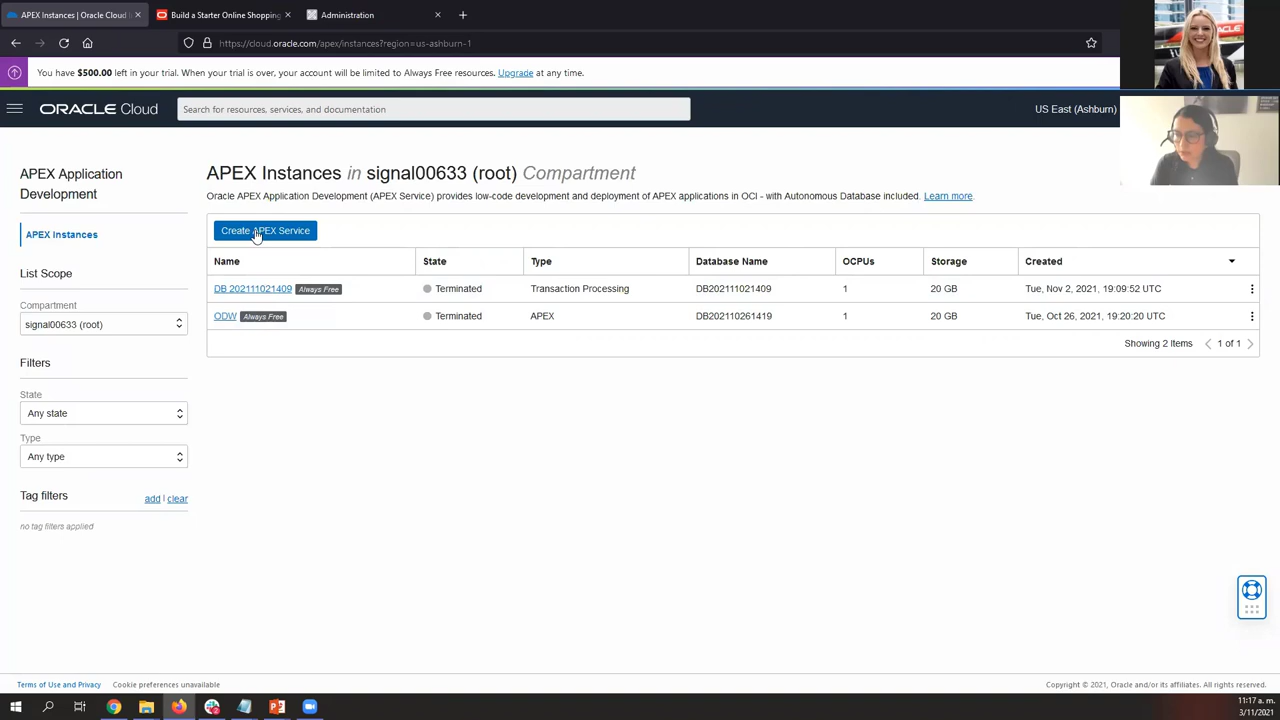 APEX Instances | Oracle Cloud I
Build a Starter Online Shopping
Administration
https://cloud.oracle.com/apex/instances?region=us-ashburn-1
You have $500.00 left in your trial. When your trial is over, your account will be limited to Always Free resources. Upgrade at any time.
ORACLE Cloud
Search for resources, services, and documentation
US East (Ashburn)
APEX Application
Development
APEX Instances
List Scope
Compartment
signal00633 (root)
Filters
State
Any state
Type
Any type
Tag filters
add | clear
no tag filters applied
APEX Instances in signal00633 (root) Compartment
Oracle APEX Application Development (APEX Service) provides low-code development and deployment of APEX applications in OCI - with Autonomous Database included. Learn more.
Create APEX Service
Name State Type Database Name OCPUs Storage Created
DB 202111021409 Always Free Terminated Transaction Processing DB202111021409 1 20 GB Tue, Nov 2, 2021, 19:09:52 UTC
ODW Always Free Terminated APEX DB202110261419 1 20 GB Tue, Oct 26, 2021, 19:20:20 UTC
Showing 2 Items < 1 of 1 >
Terms of Use and Privacy Cookie preferences unavailable
Copyright © 2021, Oracle and/or its affiliates. All rights reserved.
11:17 a. m.
3/11/2021